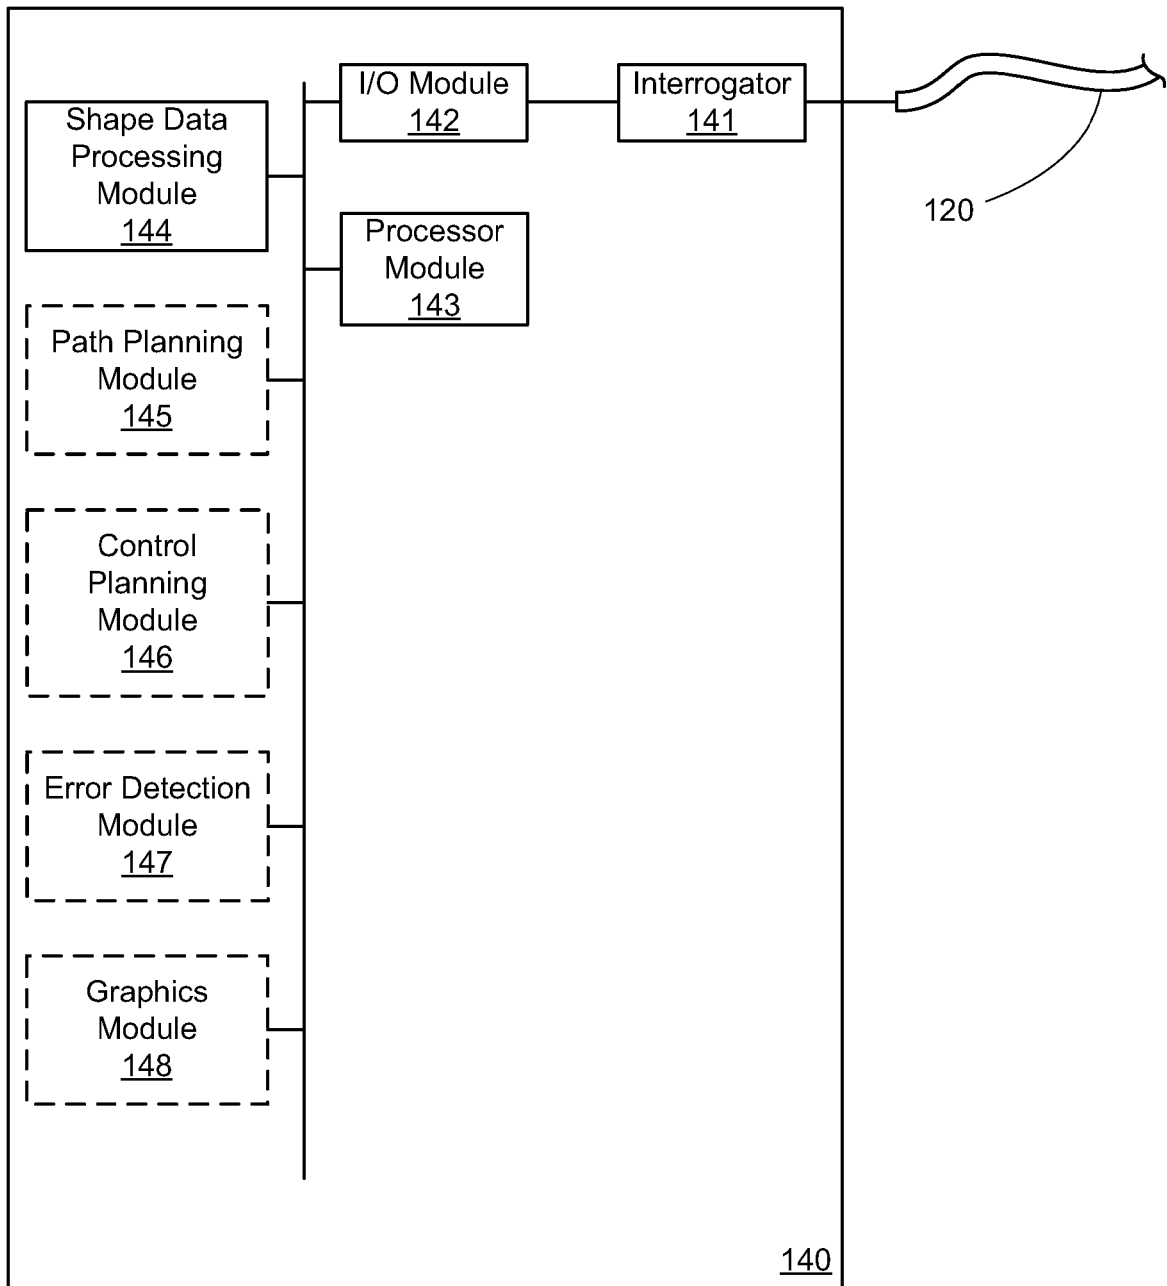 I/O Module
142
Interrogator
141
120
Shape Data
Processing
Module
144
Processor
Module
143
Path Planning
Module
145
Control
Planning
Module
146
Error Detection
Module
147
Graphics
Module
148
140